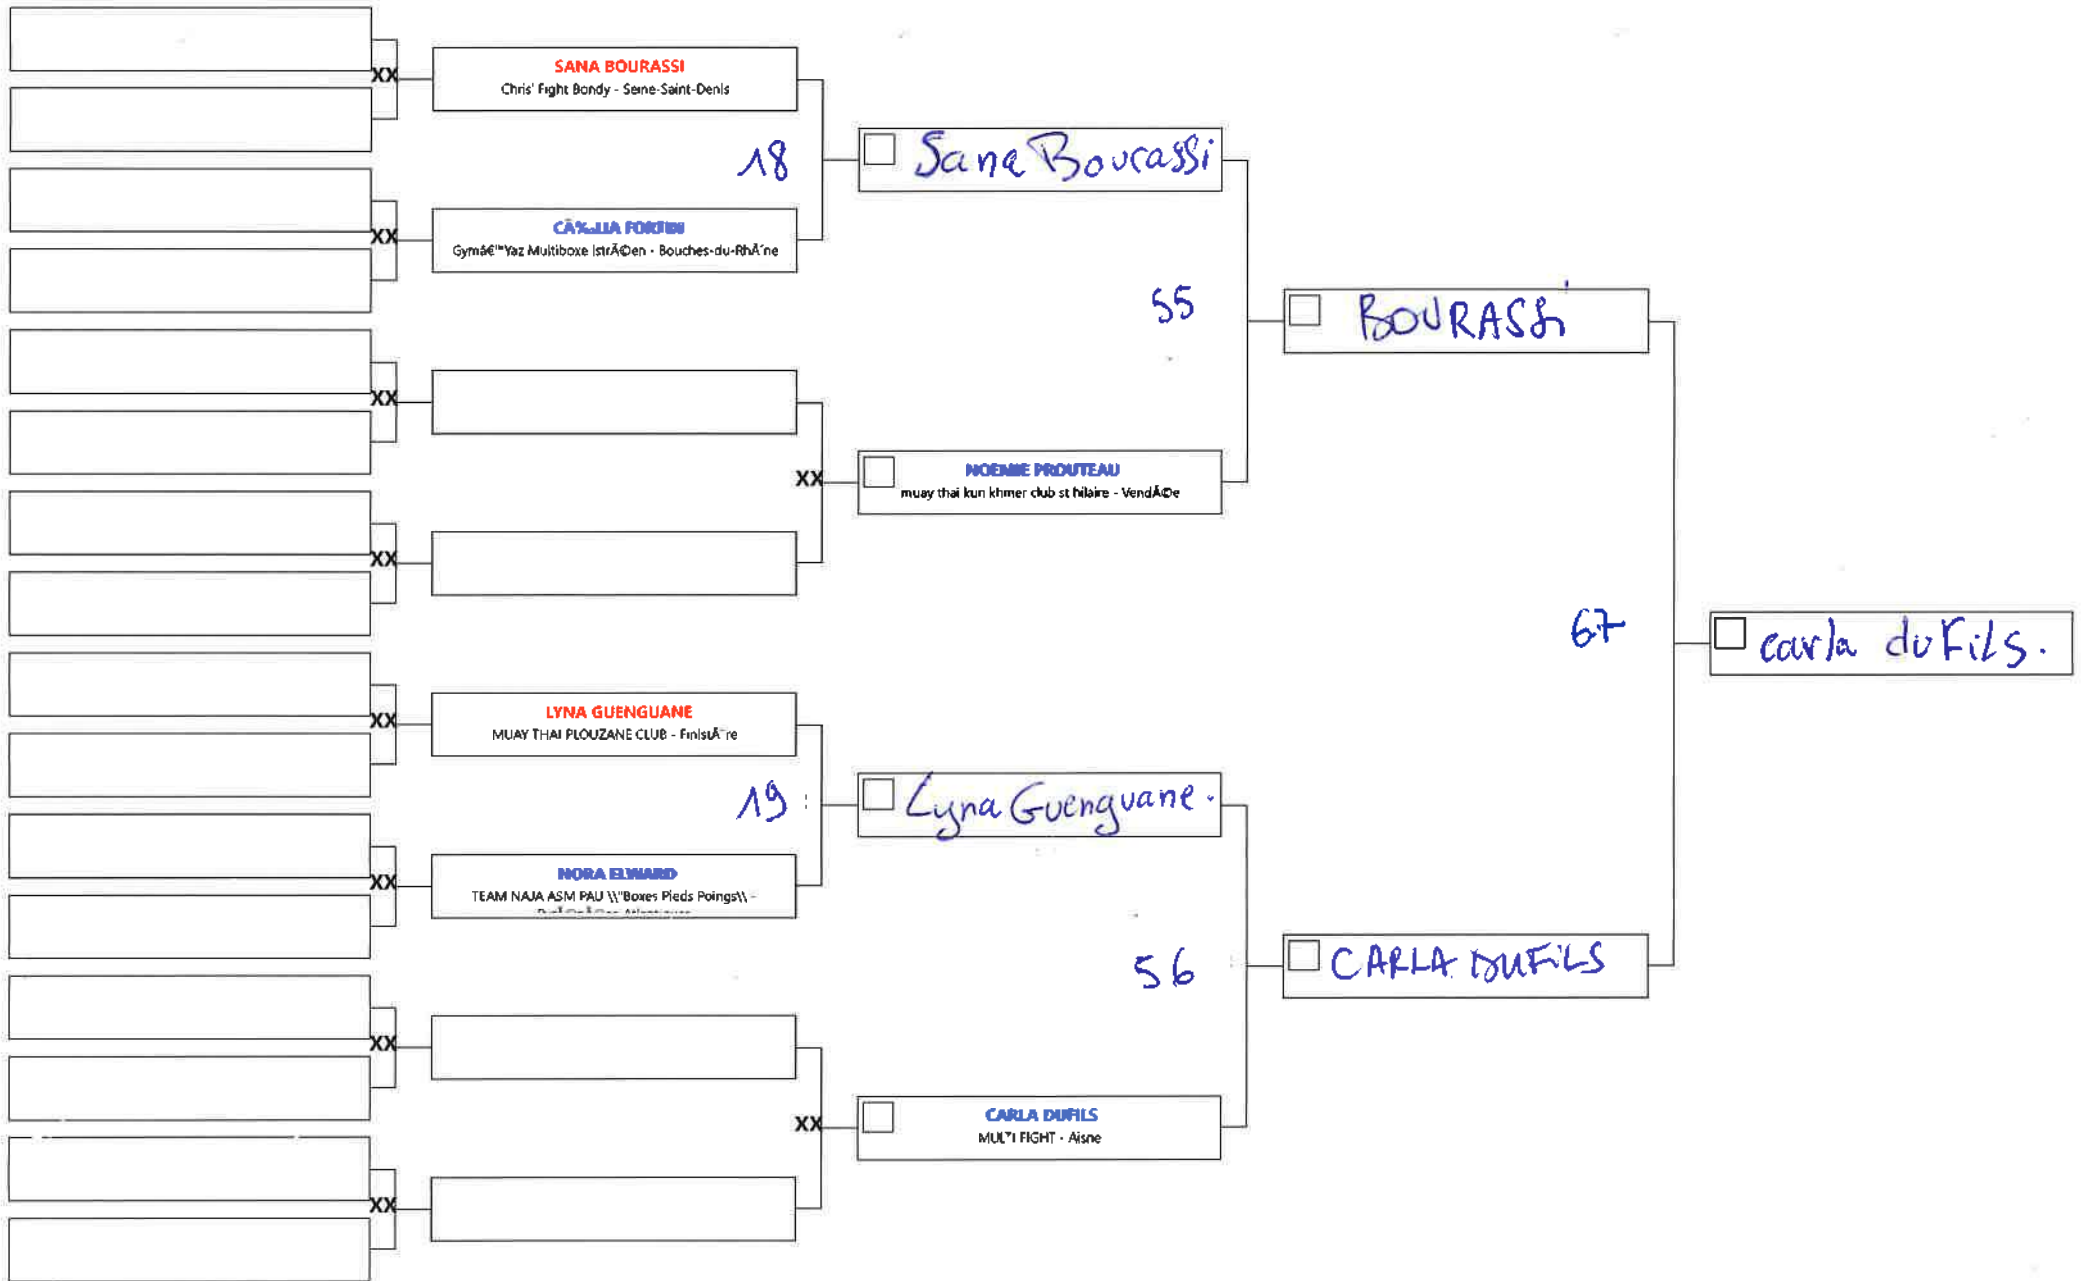 XX
SANA BOURASSI
Chris' Fight Bondy - Seine-Saint-Denis
18
Sana Bourassi
XX
CÃ‰LIA FORTINI
Gymâ€™Yaz Multiboxe IstrÃ©en - Bouches-du-RhÃ´ne
55
BOURASSi
XX
XX
NOEMIE PROUTEAU
muay thai kun khmer club st hilaire - VendÃ©e
XX
67
carla duFils.
XX
LYNA GUENGUANE
MUAY THAI PLOUZANE CLUB - FinistÃ¨re
19
Lyna Guenguane.
XX
NORA ELWARD
TEAM NAJA ASM PAU \\"Boxes Pieds Poings\\ -
56
CARLA DUFiLS
XX
XX
CARLA DUFILS
MULTI FIGHT - Aisne
XX